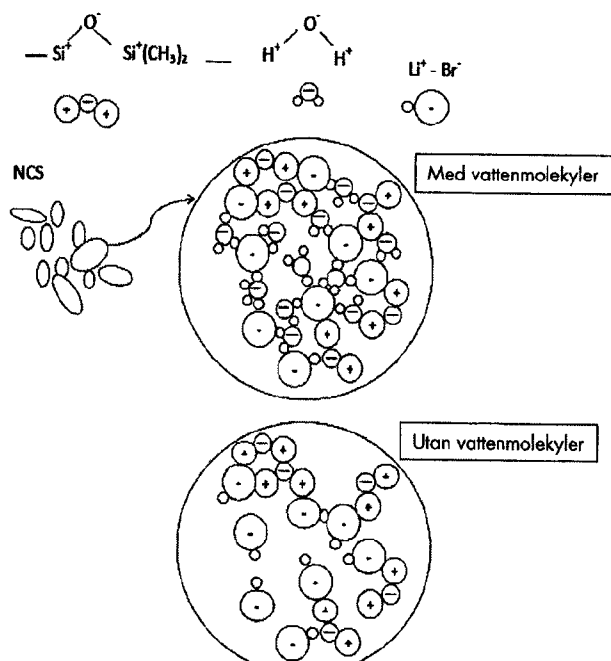 O⁻ O⁻
—Si⁺ Si⁺(CH₃)₂ — H⁺ H⁺ Li⁺ - Br⁻
NCS
Med vattenmolekyler
Utan vattenmolekyler